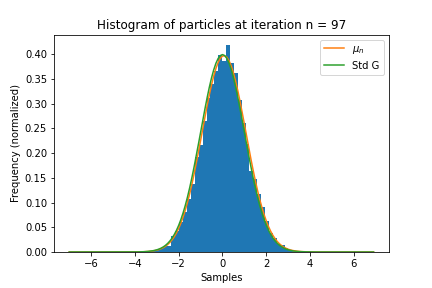 Histogram of particles at iteration n = 97
Frequency (normalized)
0.40
0.35
0.30
0.25
0.20
0.15
0.10
0.05
0.00
μₙ
Std G
−6 −4 −2 0 2 4 6
Samples